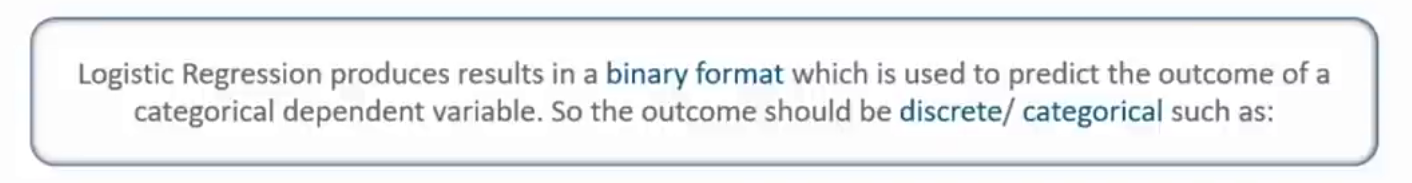 Logistic Regression produces results in a binary format which is used to predict the outcome of a
categorical dependent variable. So the outcome should be discrete/ categorical such as: